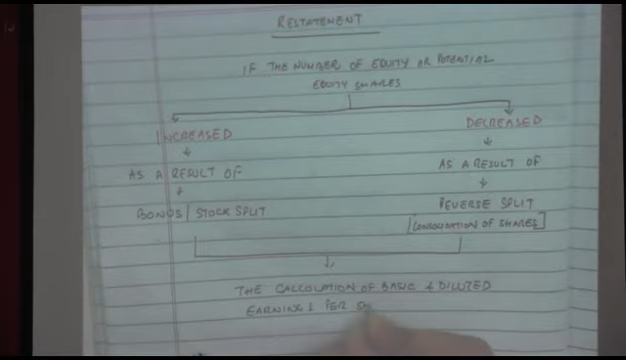 RESTATEMENT
IF THE NUMBER OF EQUITY OR POTENTIAL
EQUITY SHARES
INCREASED
DECREASED
AS A RESULT OF
AS A RESULT OF
BONUS / STOCK SPLIT
REVERSE SPLIT
[CONSOLIDATION OF SHARES]
THE CALCULATION OF BASIC & DILUTED
EARNINGS PER